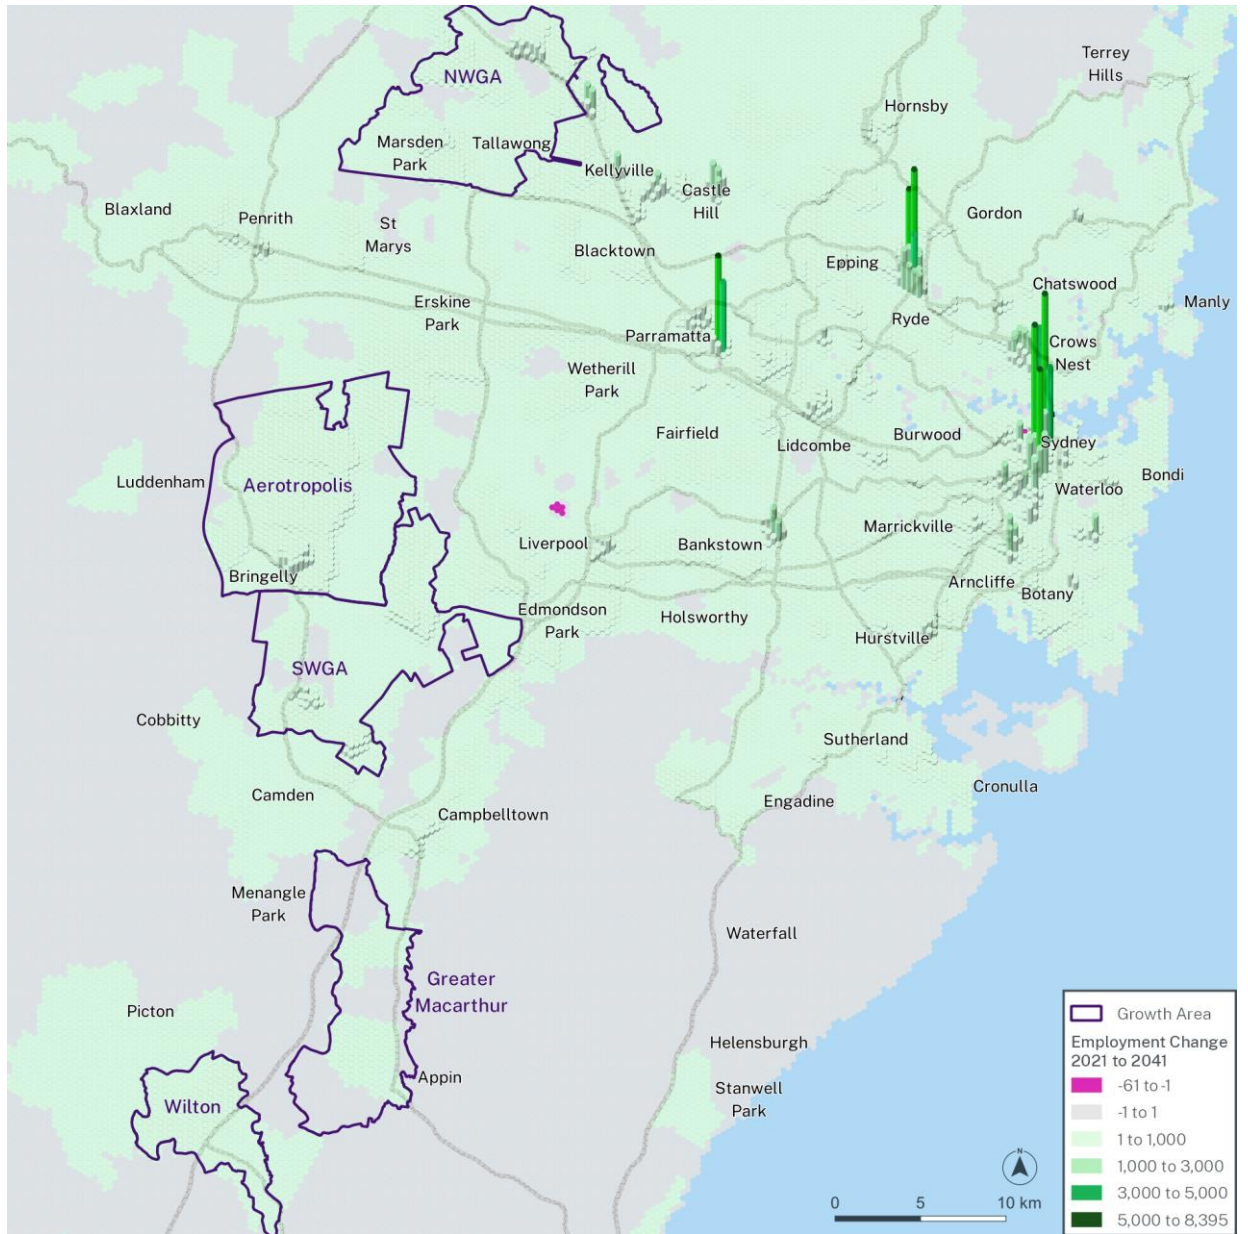 Terrey
Hills
NWGA
Hornsby
Marsden
Park
Tallawong
Kellyville
Castle
Hill
Blaxland
Penrith
St
Marys
Gordon
Blacktown
Epping
Chatswood
Erskine
Park
Manly
Ryde
Parramatta
Crows
Nest
Wetherill
Park
Fairfield
Lidcombe
Burwood
Sydney
Luddenham
Aerotropolis
Bondi
Waterloo
Marrickville
Liverpool
Bankstown
Bringelly
Arncliffe
Botany
Edmondson
Park
Holsworthy
Hurstville
SWGA
Cobbitty
Sutherland
Cronulla
Camden
Engadine
Campbelltown
Menangle
Park
Waterfall
Greater
Macarthur
Picton
Helensburgh
Appin
Stanwell
Park
Wilton
N
0 5 10 km
Growth Area
Employment Change
2021 to 2041
-61 to -1
-1 to 1
1 to 1,000
1,000 to 3,000
3,000 to 5,000
5,000 to 8,395